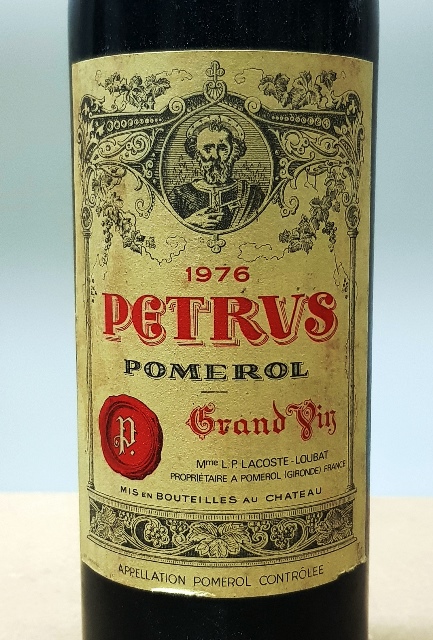 1976
PETRVS
POMEROL
Grand Vin
P.
Mme L.P. LACOSTE - LOUBAT
PROPRIÉTAIRE A POMEROL (GIRONDE) FRANCE
MIS EN BOUTEILLES AU CHATEAU
APPELLATION POMEROL CONTRÔLÉE